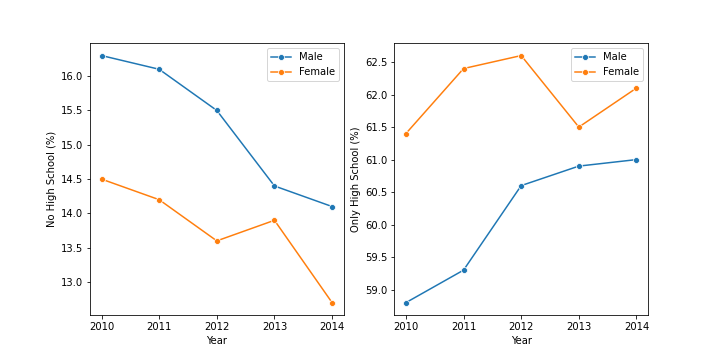 No High School (%)
16.0
15.5
15.0
14.5
14.0
13.5
13.0
2010 2011 2012 2013 2014
Year
Male
Female
Only High School (%)
62.5
62.0
61.5
61.0
60.5
60.0
59.5
59.0
2010 2011 2012 2013 2014
Year
Male
Female